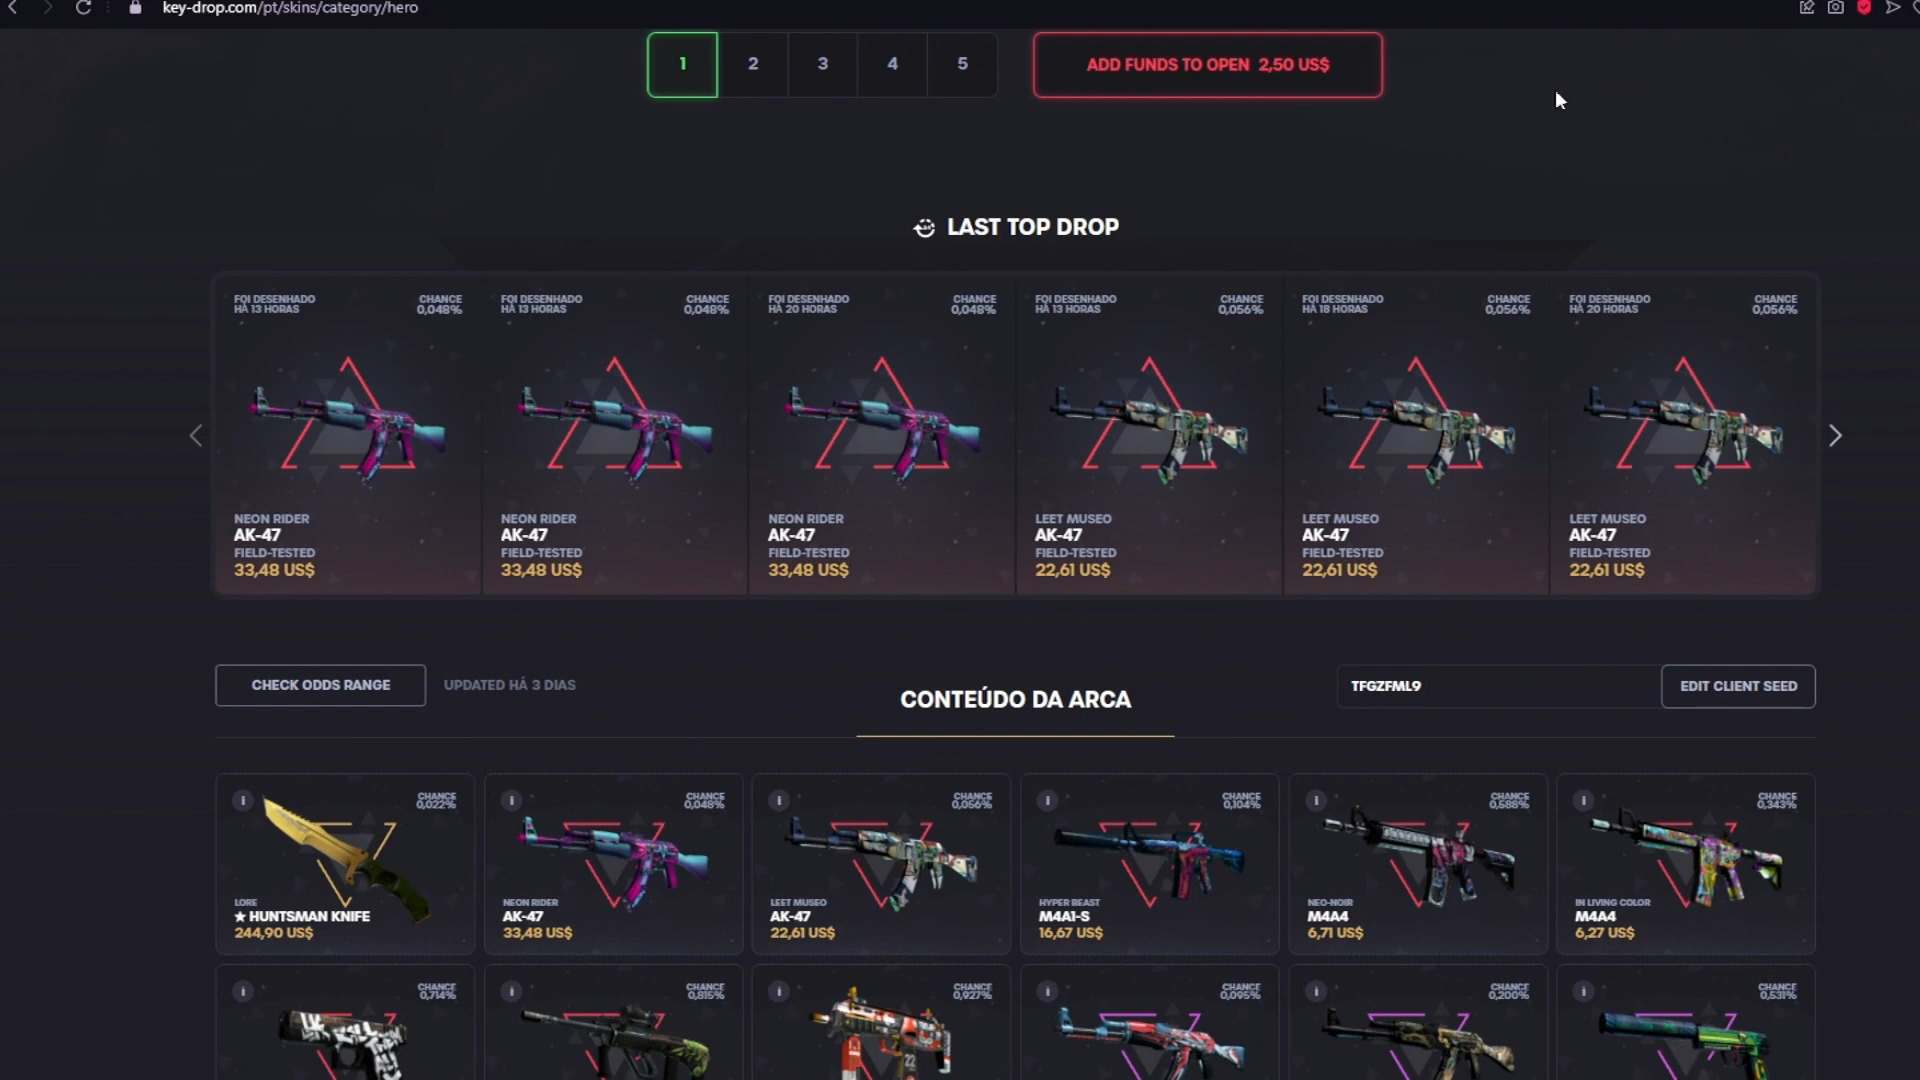 key-drop.com/pt/skins/category/hero
1 2 3 4 5 ADD FUNDS TO OPEN 2,50 US$
LAST TOP DROP
FOI DESENHADO
HÁ 13 HORAS
CHANCE
0,048%
NEON RIDER
AK-47
FIELD-TESTED
33,48 US$
FOI DESENHADO
HÁ 13 HORAS
CHANCE
0,048%
NEON RIDER
AK-47
FIELD-TESTED
33,48 US$
FOI DESENHADO
HÁ 20 HORAS
CHANCE
0,048%
NEON RIDER
AK-47
FIELD-TESTED
33,48 US$
FOI DESENHADO
HÁ 13 HORAS
CHANCE
0,056%
LEET MUSEO
AK-47
FIELD-TESTED
22,61 US$
FOI DESENHADO
HÁ 18 HORAS
CHANCE
0,056%
LEET MUSEO
AK-47
FIELD-TESTED
22,61 US$
FOI DESENHADO
HÁ 20 HORAS
CHANCE
0,056%
LEET MUSEO
AK-47
FIELD-TESTED
22,61 US$
CHECK ODDS RANGE UPDATED HÁ 3 DIAS
CONTEÚDO DA ARCA
TFGZFML9 EDIT CLIENT SEED
CHANCE
0,022%
LORE
★ HUNTSMAN KNIFE
244,90 US$
CHANCE
0,048%
NEON RIDER
AK-47
33,48 US$
CHANCE
0,056%
LEET MUSEO
AK-47
22,61 US$
CHANCE
0,104%
HYPER BEAST
M4A1-S
16,67 US$
CHANCE
0,588%
NEO-NOIR
M4A4
6,71 US$
CHANCE
0,343%
IN LIVING COLOR
M4A4
6,27 US$
CHANCE
0,714%
CHANCE
0,815%
CHANCE
0,927%
CHANCE
0,095%
CHANCE
0,200%
CHANCE
0,531%